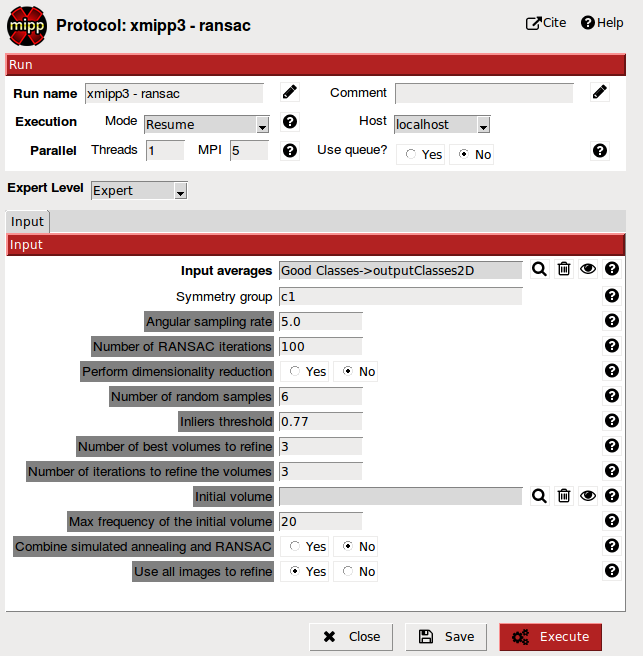 mipp Protocol: xmipp3 - ransac Cite Help
Run
Run name xmipp3 - ransac Comment
Execution Mode Resume Host localhost
Parallel Threads 1 MPI 5 Use queue? Yes No
Expert Level Expert
Input
Input
Input averages Good Classes->outputClasses2D
Symmetry group c1
Angular sampling rate 5.0
Number of RANSAC iterations 100
Perform dimensionality reduction Yes No
Number of random samples 6
Inliers threshold 0.77
Number of best volumes to refine 3
Number of iterations to refine the volumes 3
Initial volume
Max frequency of the initial volume 20
Combine simulated annealing and RANSAC Yes No
Use all images to refine Yes No
Close Save Execute